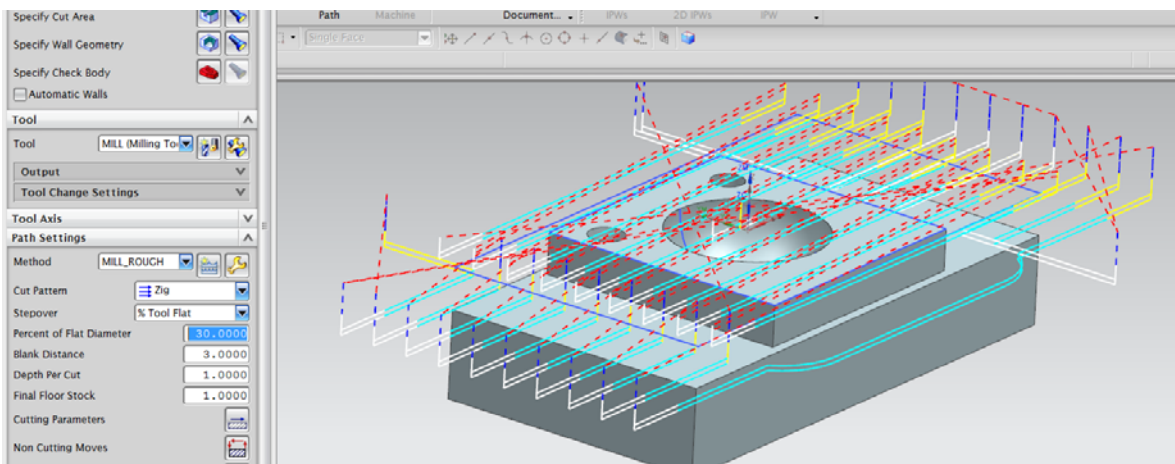 Specify Cut Area
Specify Wall Geometry
Specify Check Body
Automatic Walls
Tool
Tool MILL (Milling To
Output
Tool Change Settings
Tool Axis
Path Settings
Method MILL_ROUGH
Cut Pattern Zig
Stepover % Tool Flat
Percent of Flat Diameter 30.0000
Blank Distance 3.0000
Depth Per Cut 1.0000
Final Floor Stock 1.0000
Cutting Parameters
Non Cutting Moves
Path Machine Document... IPWs 2D IPWs IPW
Single Face